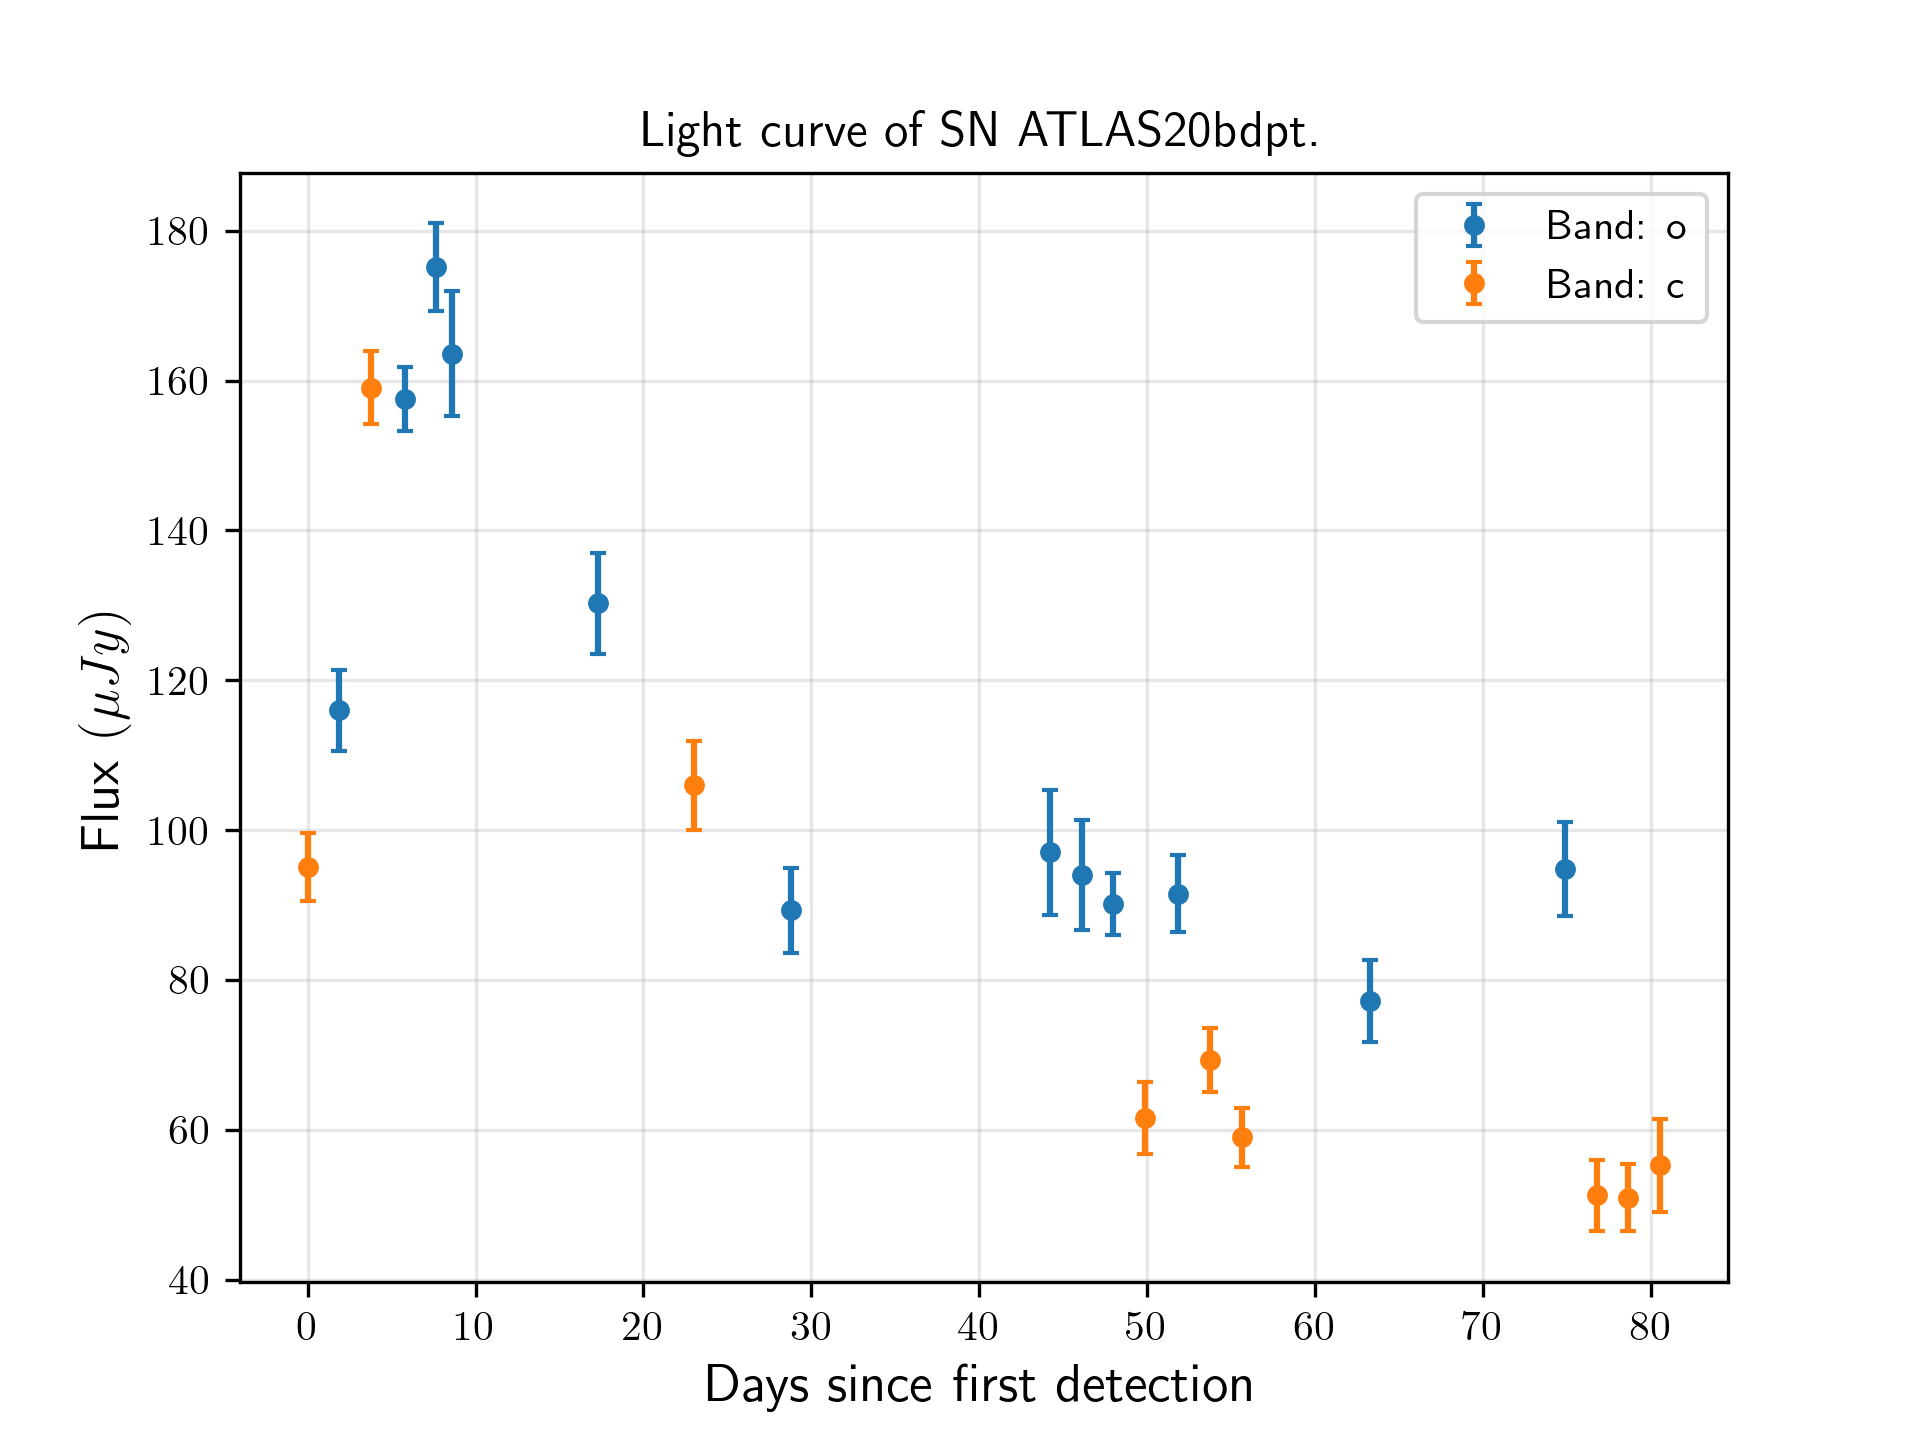 Light curve of SN ATLAS20bdpt.
Band: o
Band: c
180
160
140
120
100
80
60
40
Flux (μJy)
0 10 20 30 40 50 60 70 80
Days since first detection